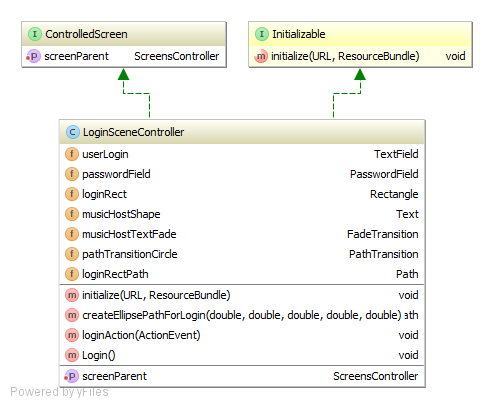 ControlledScreen
screenParent ScreensController
Initializable
initialize(URL, ResourceBundle) void
LoginSceneController
userLogin TextField
passwordField PasswordField
loginRect Rectangle
musicHostShape Text
musicHostTextFade FadeTransition
pathTransitionCircle PathTransition
loginRectPath Path
initialize(URL, ResourceBundle) void
createEllipsePathForLogin(double, double, double, double, double) ath
loginAction(ActionEvent) void
Login() void
screenParent ScreensController
Powered by yFiles